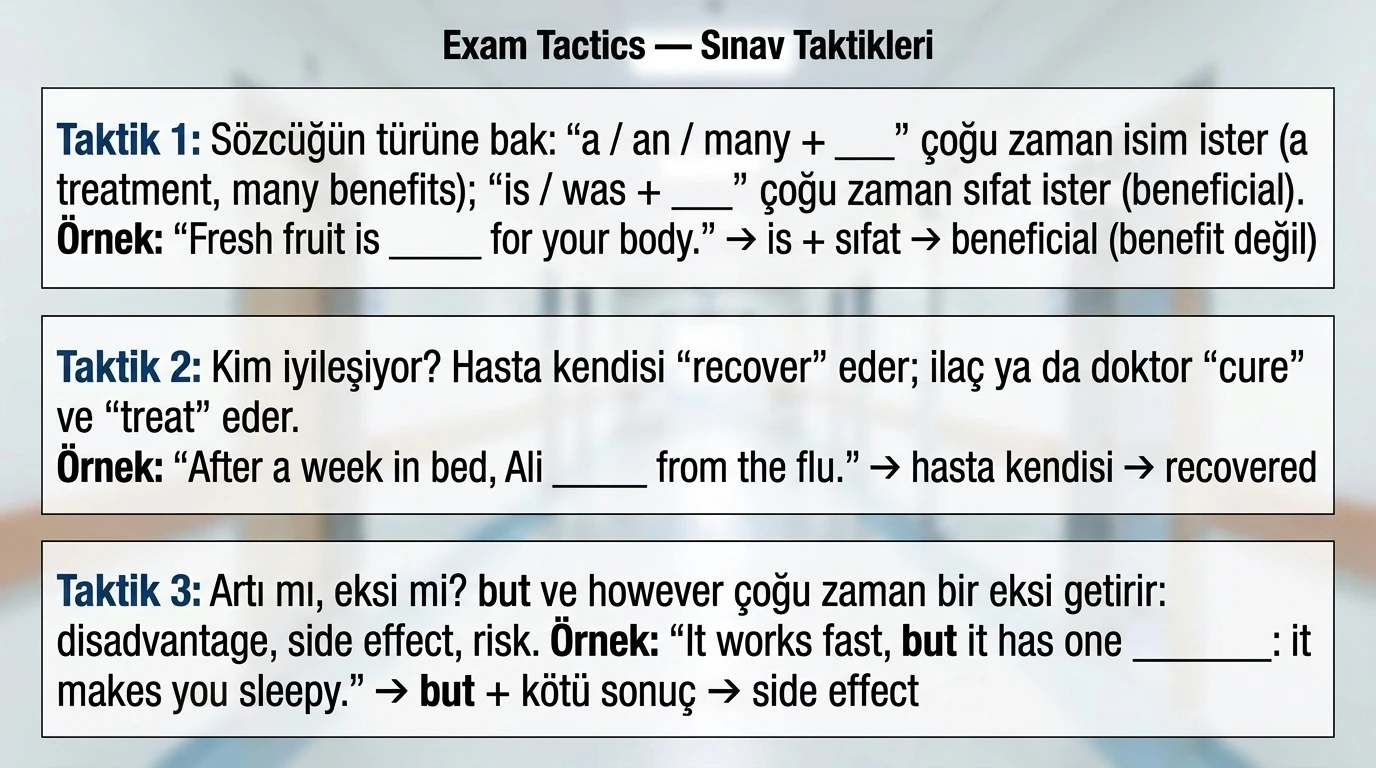 Exam Tactics — Sınav Taktikleri
Taktik 1: Sözcüğün türüne bak: “a / an / many + ___” çoğu zaman isim ister (a
treatment, many benefits); “is / was + ___” çoğu zaman sıfat ister (beneficial).
Örnek: “Fresh fruit is _____ for your body.” → is + sıfat → beneficial (benefit değil)
Taktik 2: Kim iyileşiyor? Hasta kendisi “recover” eder; ilaç ya da doktor “cure”
ve “treat” eder.
Örnek: “After a week in bed, Ali _____ from the flu.” → hasta kendisi → recovered
Taktik 3: Artı mı, eksi mi? but ve however çoğu zaman bir eksi getirir:
disadvantage, side effect, risk. Örnek: “It works fast, but it has one _______: it
makes you sleepy.” → but + kötü sonuç → side effect